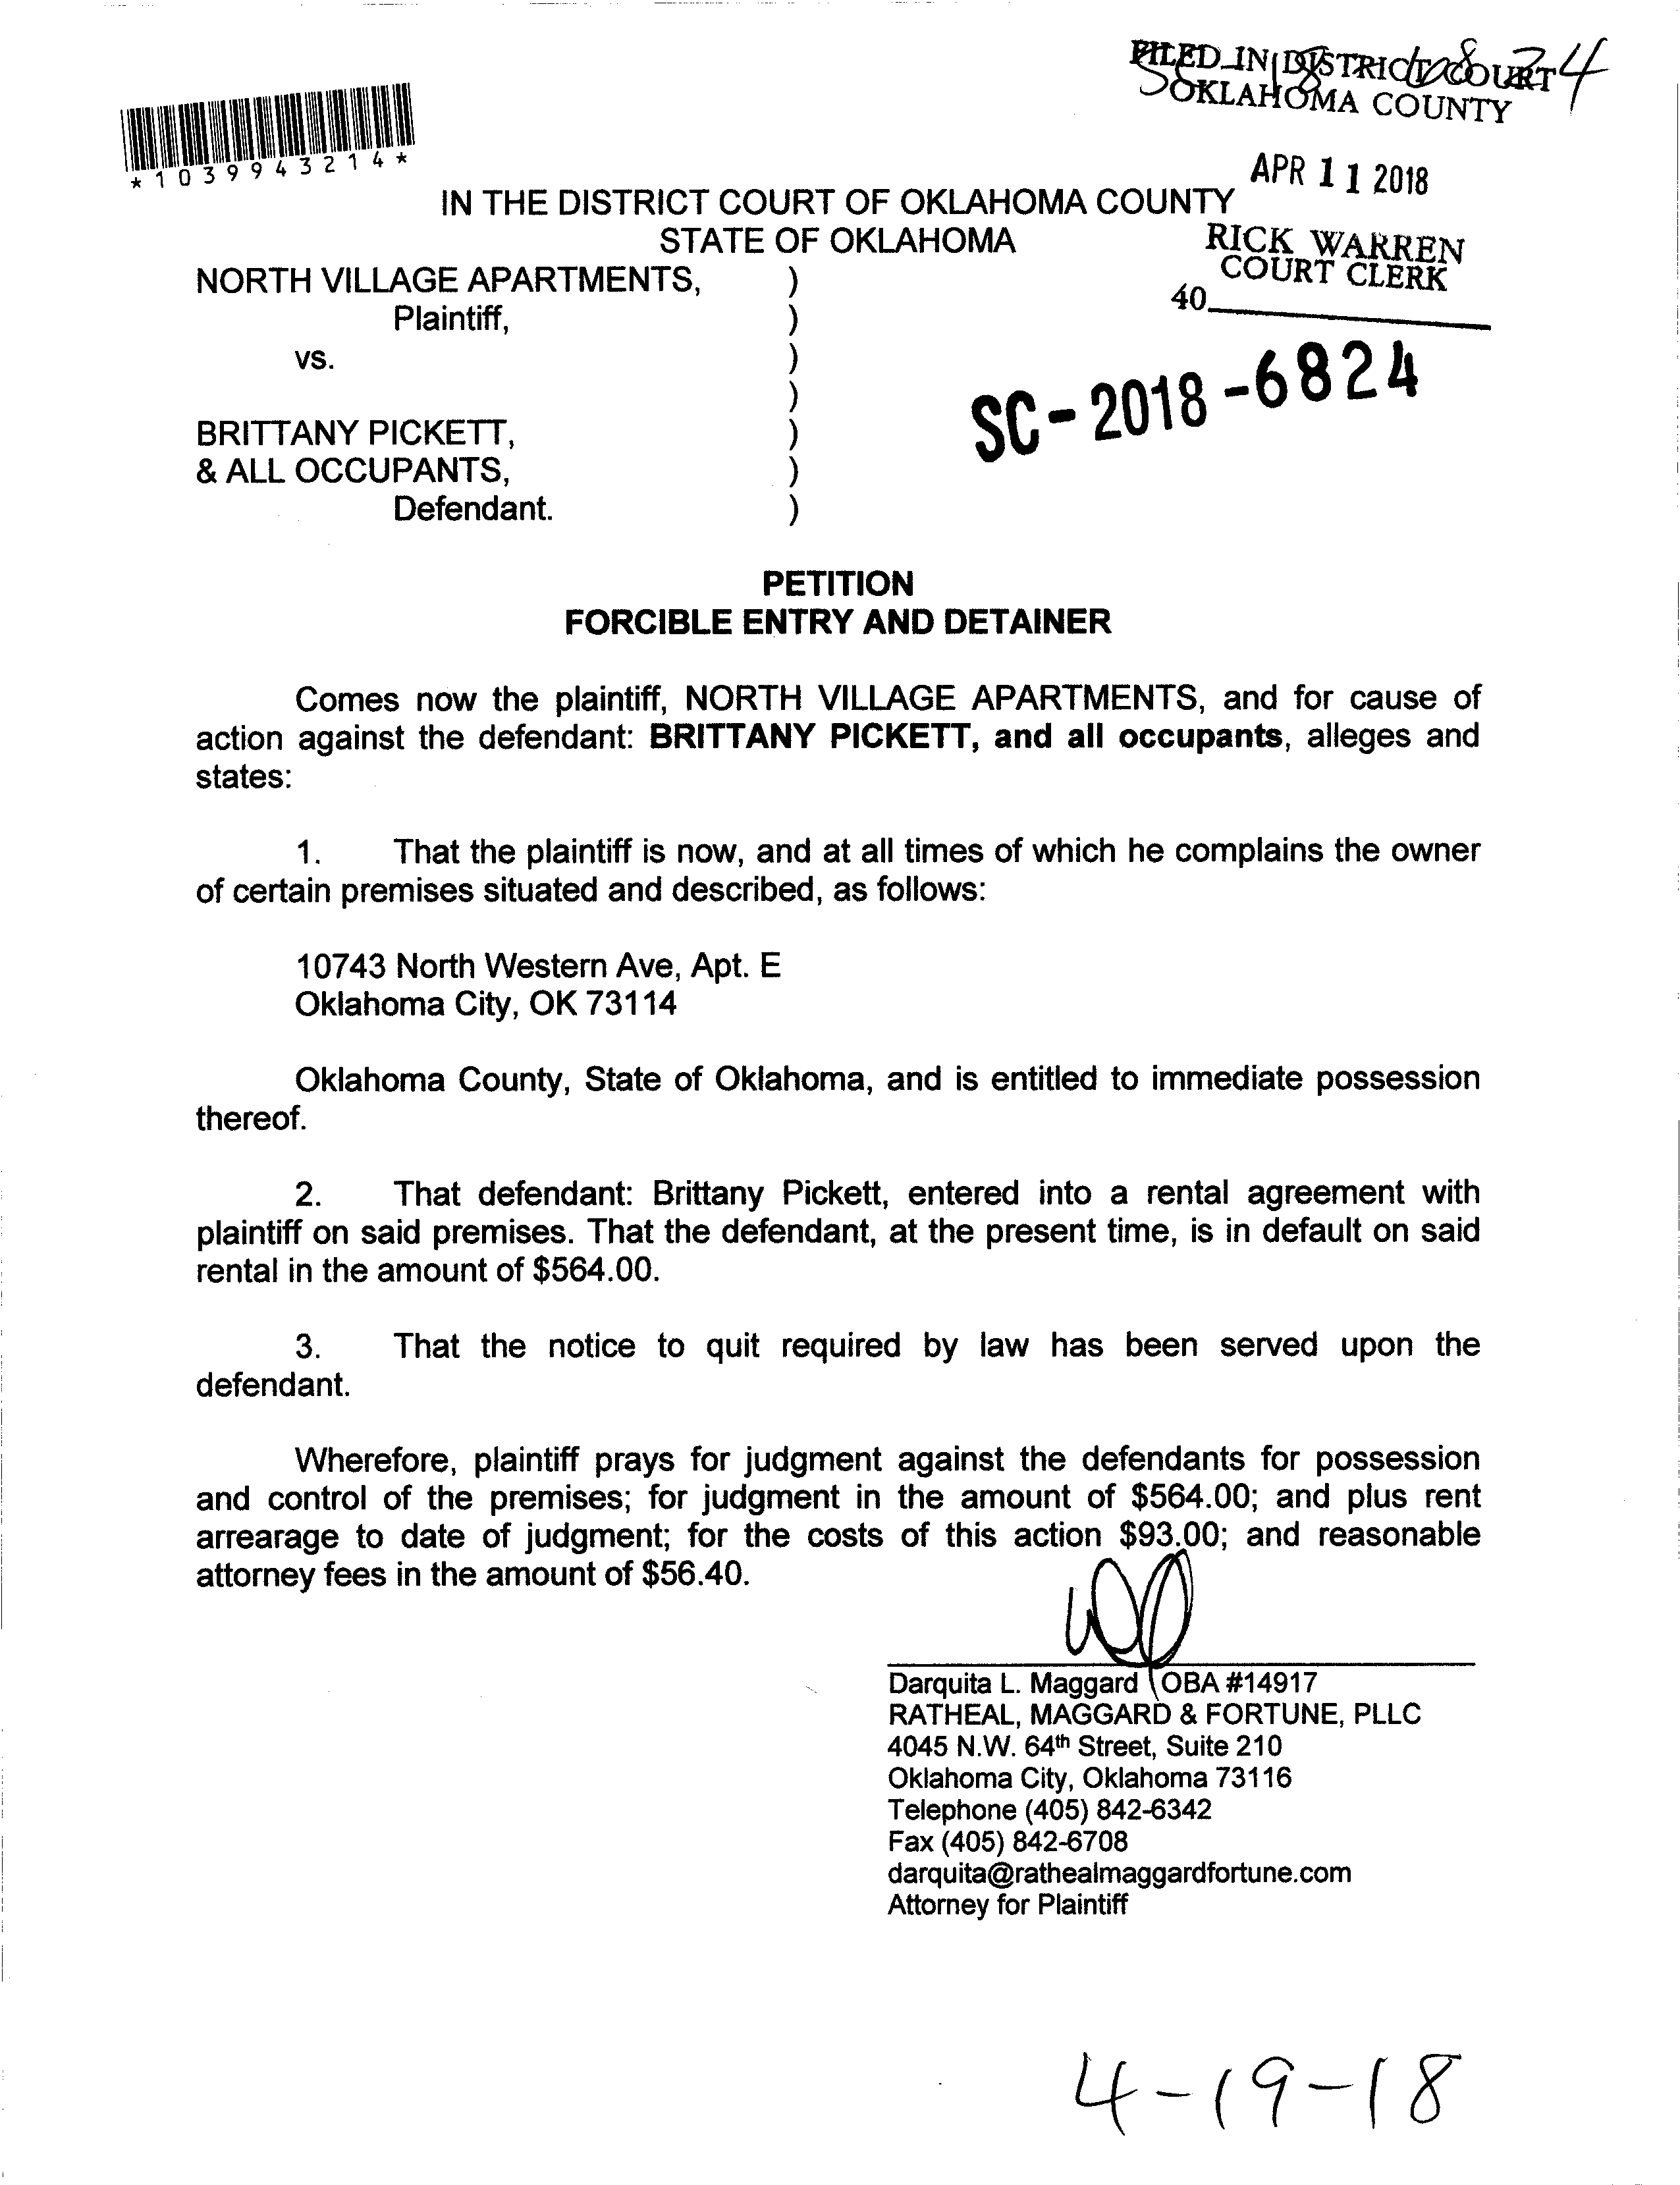 FILED IN DISTRICT COURT
OKLAHOMA COUNTY
*1039943214*
APR 11 2018
IN THE DISTRICT COURT OF OKLAHOMA COUNTY
STATE OF OKLAHOMA
RICK WARREN
COURT CLERK
40
NORTH VILLAGE APARTMENTS, )
Plaintiff, )
vs. )
)
SC-2018-6824
BRITTANY PICKETT, )
& ALL OCCUPANTS, )
Defendant. )
PETITION
FORCIBLE ENTRY AND DETAINER
Comes now the plaintiff, NORTH VILLAGE APARTMENTS, and for cause of
action against the defendant: BRITTANY PICKETT, and all occupants, alleges and
states:
1. That the plaintiff is now, and at all times of which he complains the owner
of certain premises situated and described, as follows:
10743 North Western Ave, Apt. E
Oklahoma City, OK 73114
Oklahoma County, State of Oklahoma, and is entitled to immediate possession
thereof.
2. That defendant: Brittany Pickett, entered into a rental agreement with
plaintiff on said premises. That the defendant, at the present time, is in default on said
rental in the amount of $564.00.
3. That the notice to quit required by law has been served upon the
defendant.
Wherefore, plaintiff prays for judgment against the defendants for possession
and control of the premises; for judgment in the amount of $564.00; and plus rent
arrearage to date of judgment; for the costs of this action $93.00; and reasonable
attorney fees in the amount of $56.40.
Darquita L. Maggard OBA #14917
RATHEAL, MAGGARD & FORTUNE, PLLC
4045 N.W. 64th Street, Suite 210
Oklahoma City, Oklahoma 73116
Telephone (405) 842-6342
Fax (405) 842-6708
darquita@rathealmaggardfortune.com
Attorney for Plaintiff
4-19-18